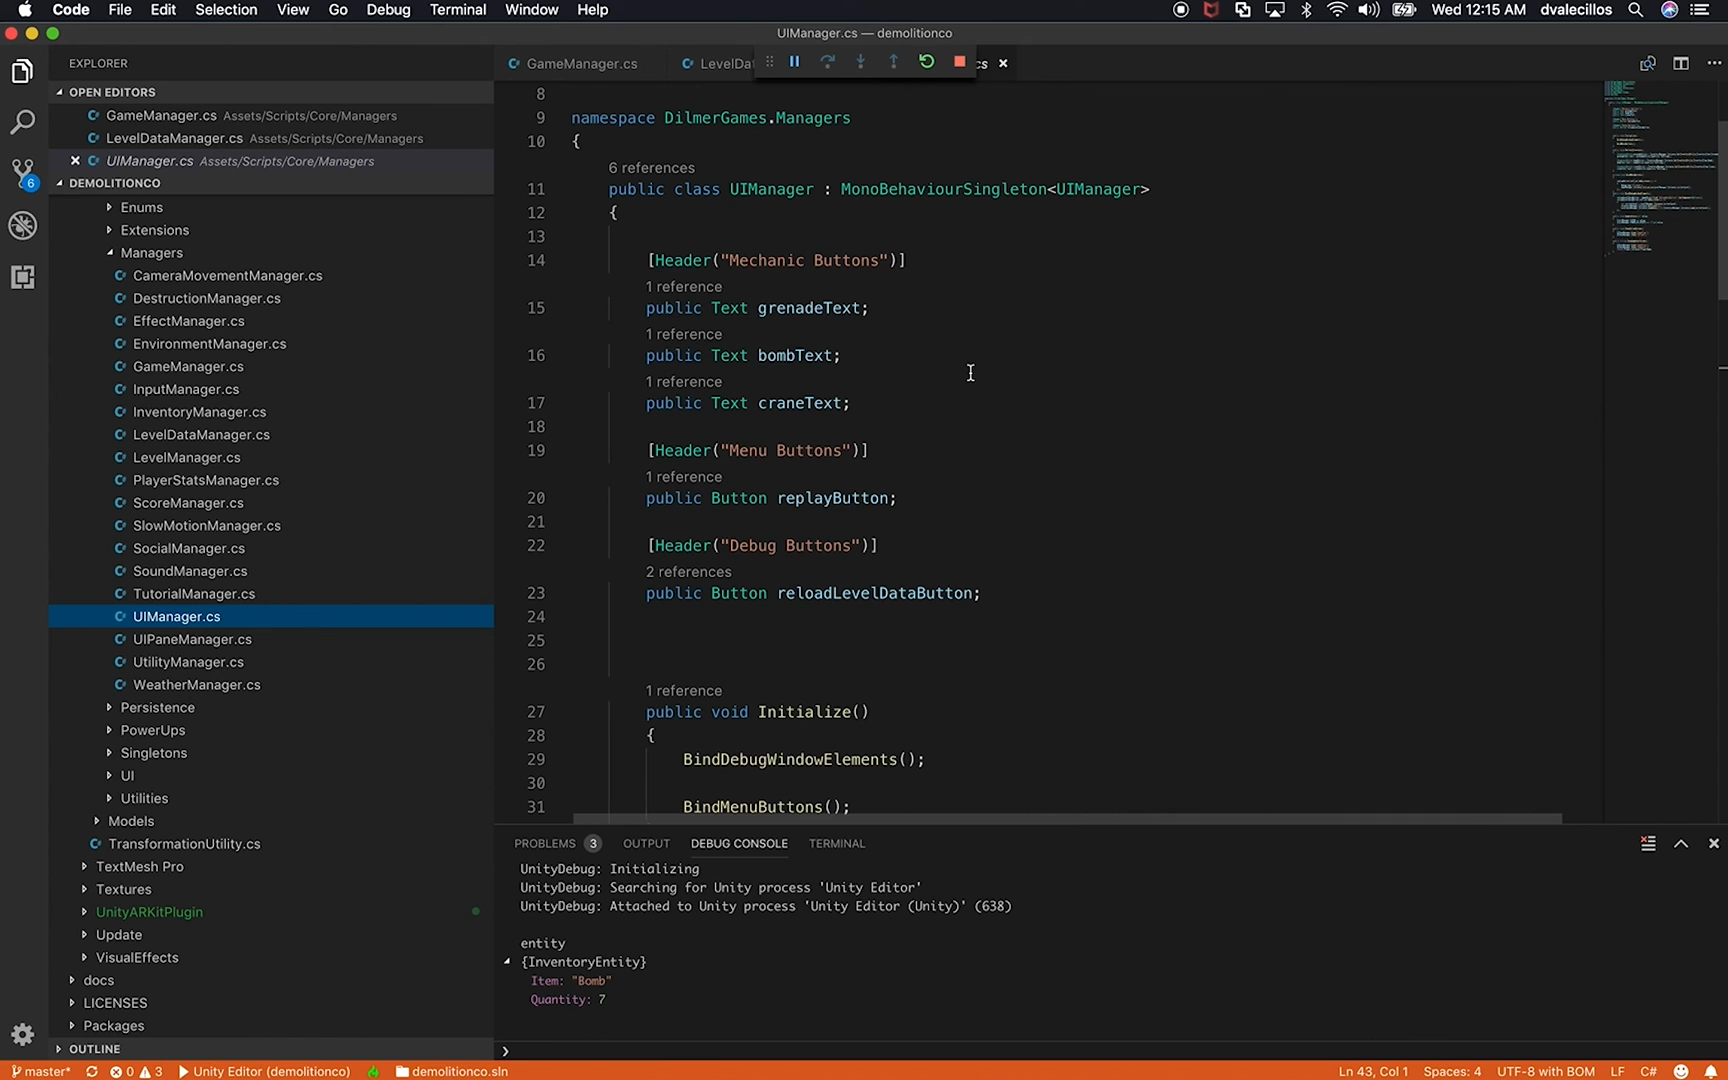 Code File Edit Selection View Go Debug Terminal Window Help Wed 12:15 AM dvalecillos
UIManager.cs — demolitionco
EXPLORER
OPEN EDITORS
GameManager.cs Assets/Scripts/Core/Managers
LevelDataManager.cs Assets/Scripts/Core/Managers
UIManager.cs Assets/Scripts/Core/Managers
DEMOLITIONCO
Enums
Extensions
Managers
CameraMovementManager.cs
DestructionManager.cs
EffectManager.cs
EnvironmentManager.cs
GameManager.cs
InputManager.cs
InventoryManager.cs
LevelDataManager.cs
LevelManager.cs
PlayerStatsManager.cs
ScoreManager.cs
SlowMotionManager.cs
SocialManager.cs
SoundManager.cs
TutorialManager.cs
UIManager.cs
UIPaneManager.cs
UtilityManager.cs
WeatherManager.cs
Persistence
PowerUps
Singletons
UI
Utilities
Models
TransformationUtility.cs
TextMesh Pro
Textures
UnityARKitPlugin
Update
VisualEffects
docs
LICENSES
Packages
OUTLINE
6
GameManager.cs LevelDat cs
8
9 namespace DilmerGames.Managers
10 {
6 references
11 public class UIManager : MonoBehaviourSingleton<UIManager>
12 {
13
14 [Header("Mechanic Buttons")]
1 reference
15 public Text grenadeText;
1 reference
16 public Text bombText;
1 reference
17 public Text craneText;
18
19 [Header("Menu Buttons")]
1 reference
20 public Button replayButton;
21
22 [Header("Debug Buttons")]
2 references
23 public Button reloadLevelDataButton;
24
25
26
1 reference
27 public void Initialize()
28 {
29 BindDebugWindowElements();
30
31 BindMenuButtons();
PROBLEMS 3 OUTPUT DEBUG CONSOLE TERMINAL
UnityDebug: Initializing
UnityDebug: Searching for Unity process 'Unity Editor'
UnityDebug: Attached to Unity process 'Unity Editor (Unity)' (638)
entity
{InventoryEntity}
Item: "Bomb"
Quantity: 7
master* 0 3 Unity Editor (demolitionco) demolitionco.sln Ln 43, Col 1 Spaces: 4 UTF-8 with BOM LF C#